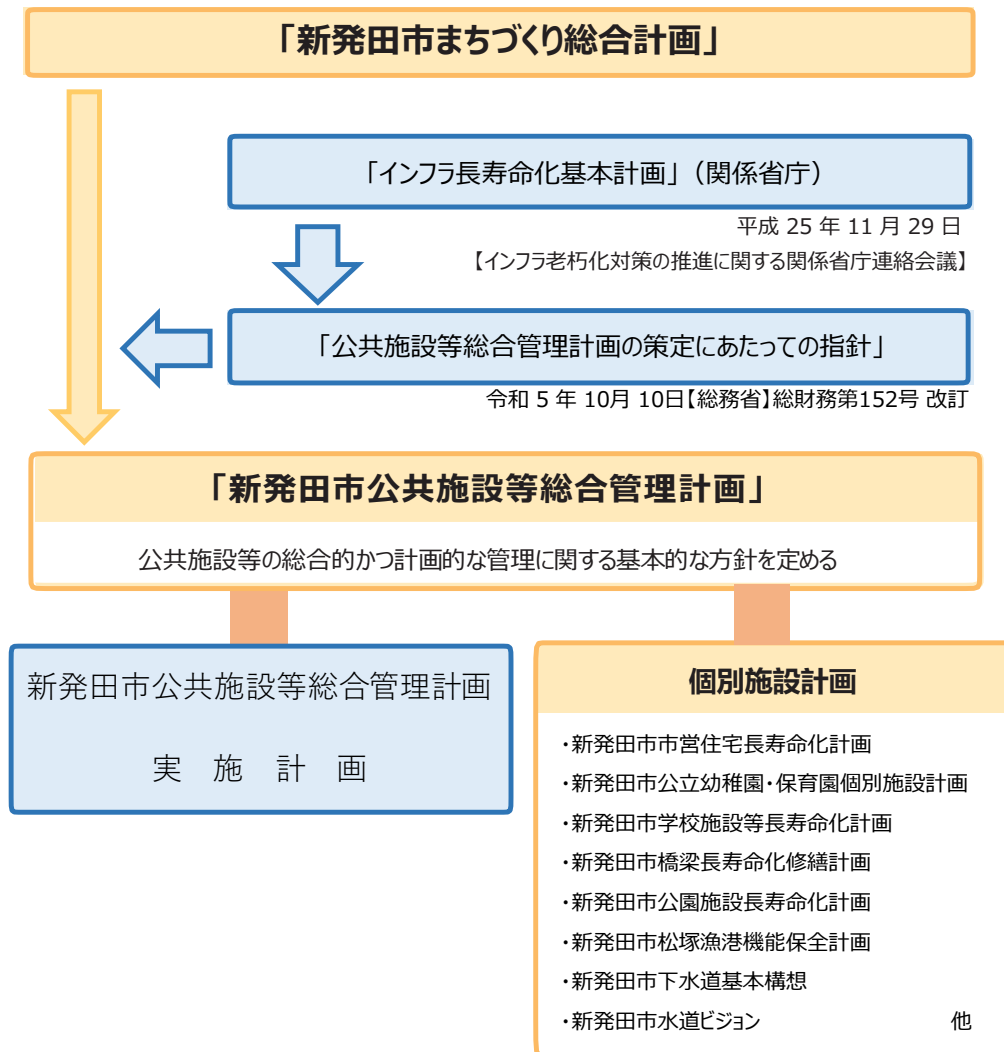 「新発田市まちづくり総合計画」
「インフラ長寿命化基本計画」（関係省庁）
平成 25 年 11 月 29 日
【インフラ老朽化対策の推進に関する関係省庁連絡会議】
「公共施設等総合管理計画の策定にあたっての指針」
令和 5 年 10月 10日【総務省】総財務第152号 改訂
「新発田市公共施設等総合管理計画」
公共施設等の総合的かつ計画的な管理に関する基本的な方針を定める
新発田市公共施設等総合管理計画
実 施 計 画
個別施設計画
・新発田市市営住宅長寿命化計画
・新発田市公立幼稚園・保育園個別施設計画
・新発田市学校施設等長寿命化計画
・新発田市橋梁長寿命化修繕計画
・新発田市公園施設長寿命化計画
・新発田市松塚漁港機能保全計画
・新発田市下水道基本構想
・新発田市水道ビジョン 他